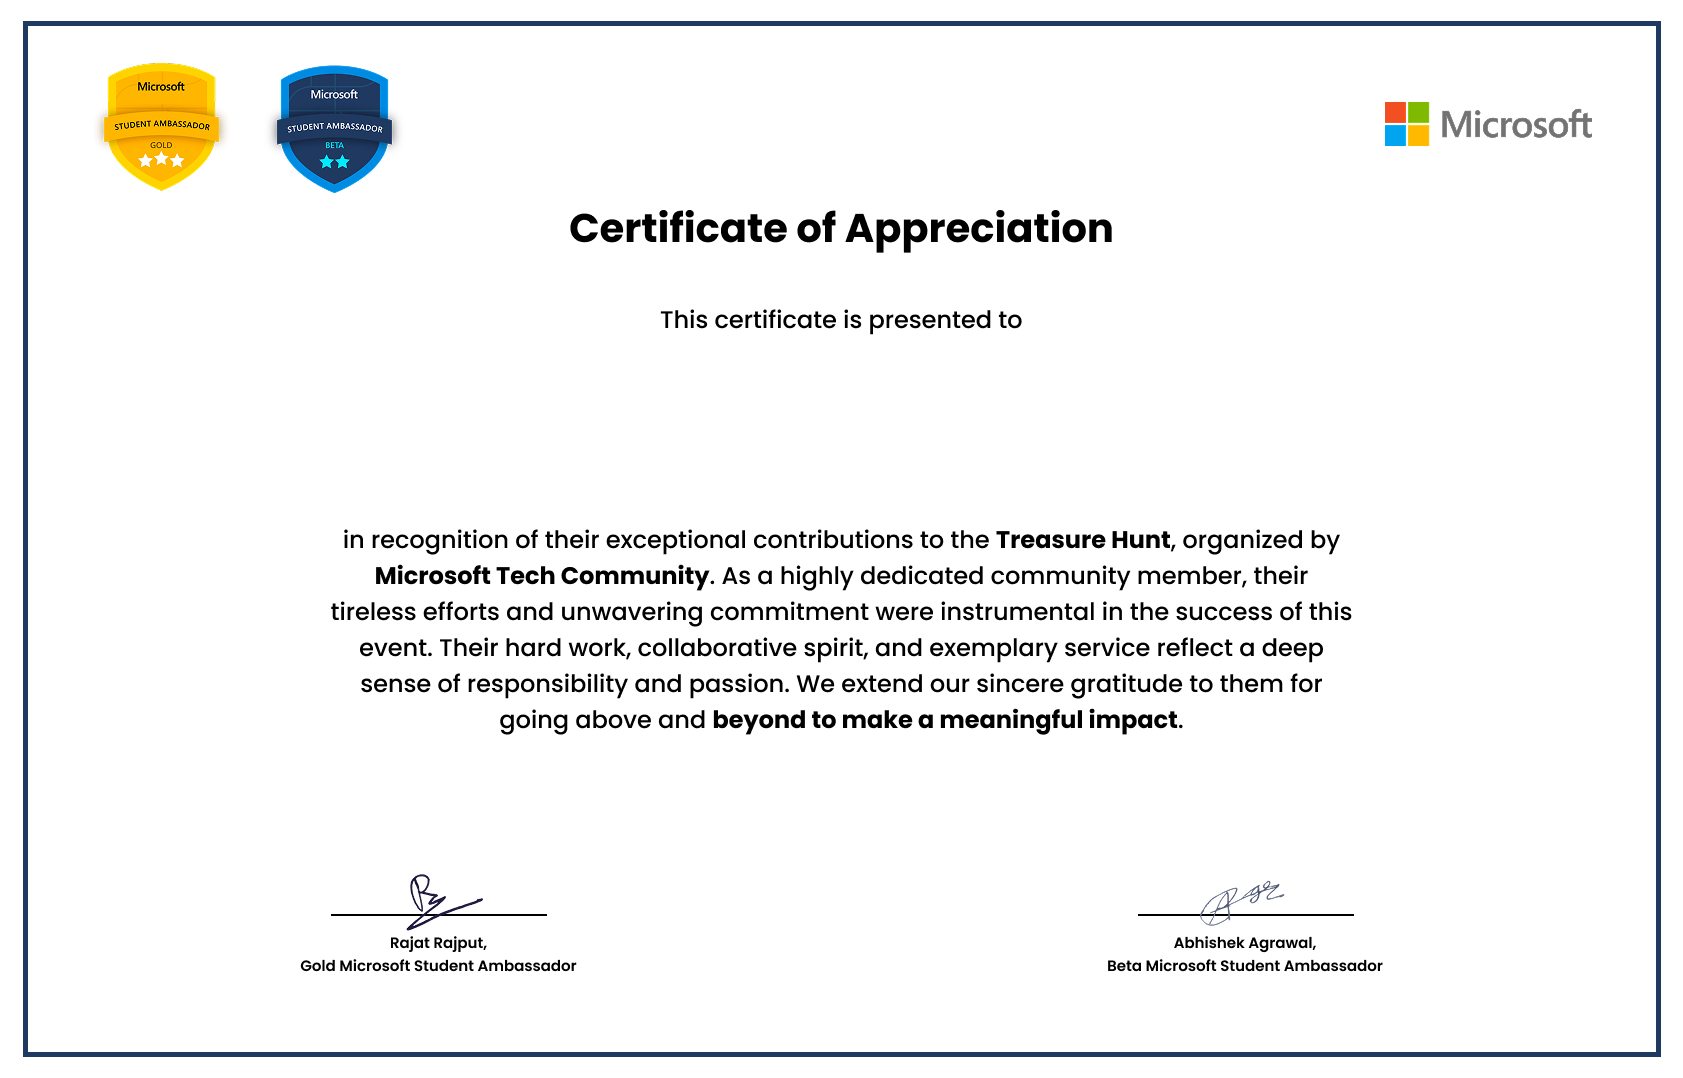 Microsoft
STUDENT AMBASSADOR
GOLD
Microsoft
STUDENT AMBASSADOR
BETA
Microsoft
Certificate of Appreciation
This certificate is presented to
in recognition of their exceptional contributions to the Treasure Hunt, organized by
Microsoft Tech Community. As a highly dedicated community member, their
tireless efforts and unwavering commitment were instrumental in the success of this
event. Their hard work, collaborative spirit, and exemplary service reflect a deep
sense of responsibility and passion. We extend our sincere gratitude to them for
going above and beyond to make a meaningful impact.
Rajat Rajput,
Gold Microsoft Student Ambassador
Abhishek Agrawal,
Beta Microsoft Student Ambassador